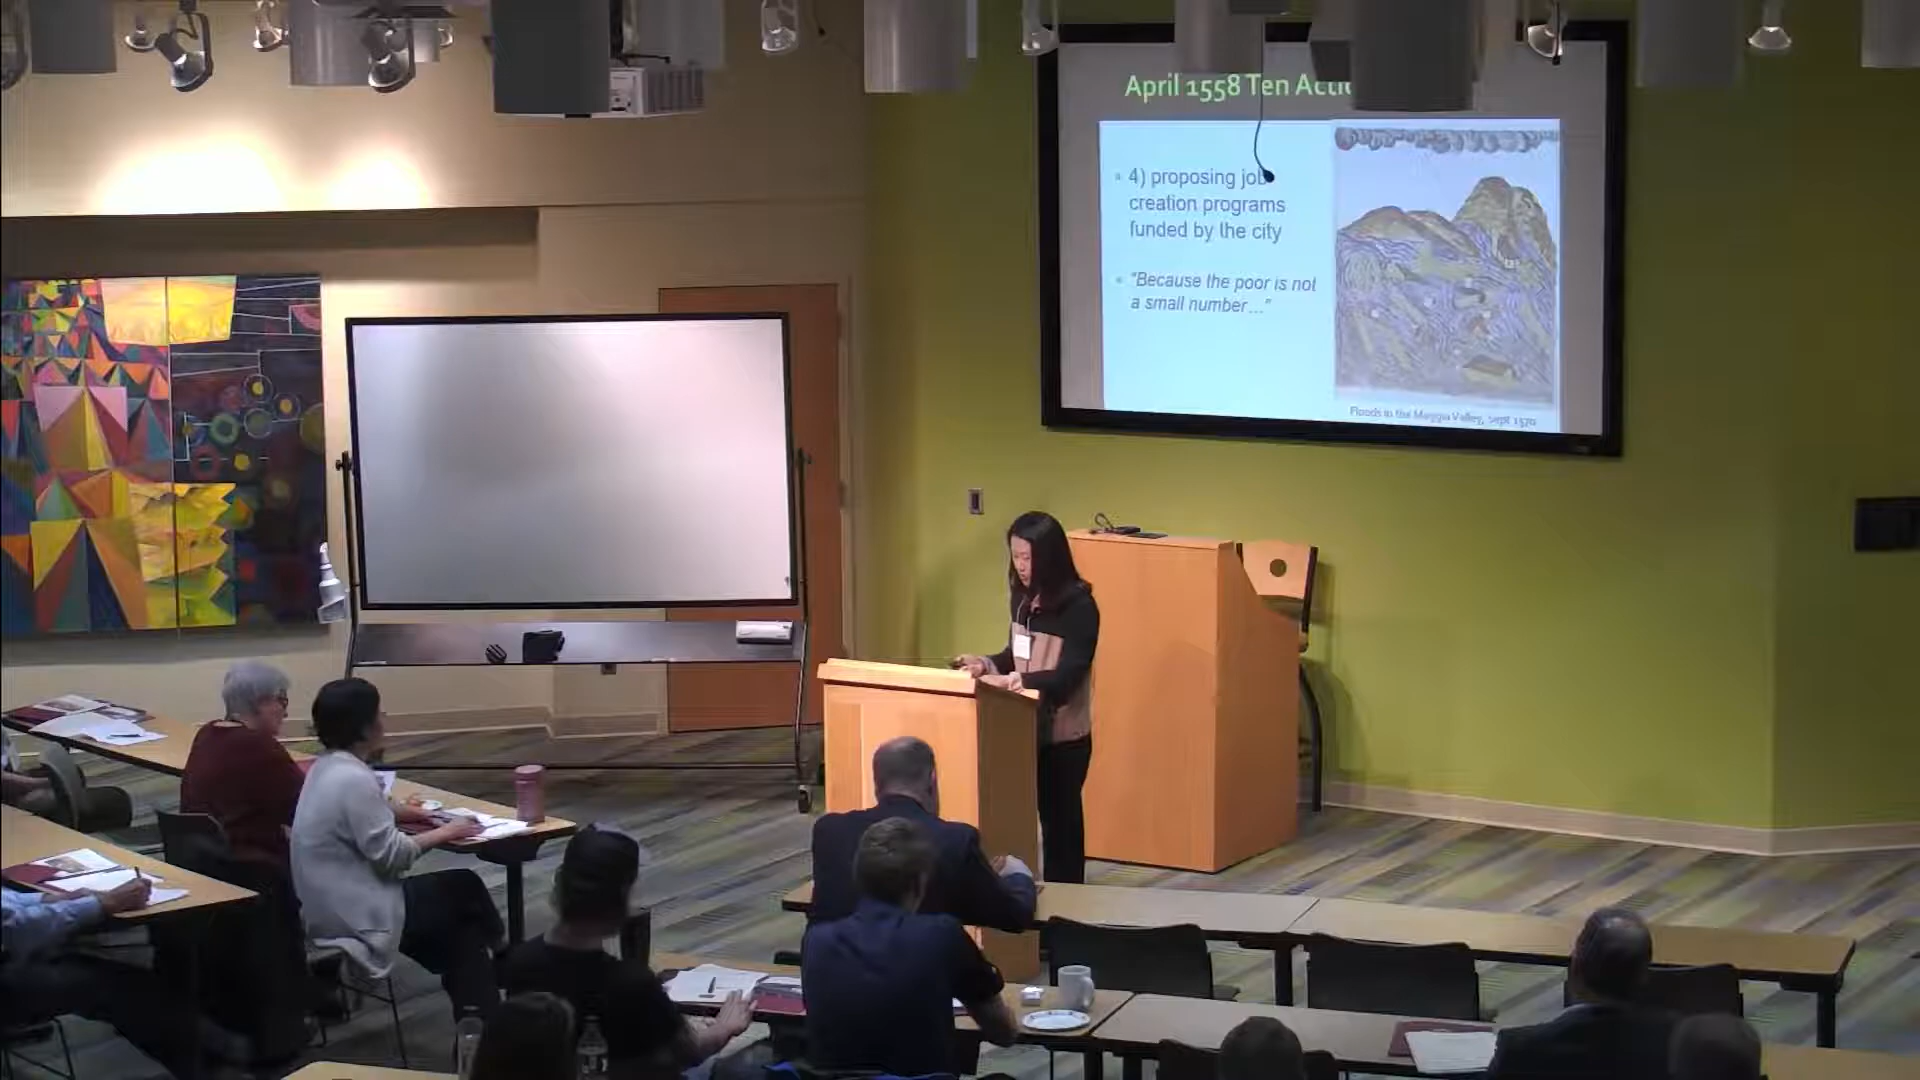 April 1558 Ten Actio
4) proposing job
creation programs
funded by the city
"Because the poor is not
a small number..."
Floods in the Maggia Valley, Sept 1570